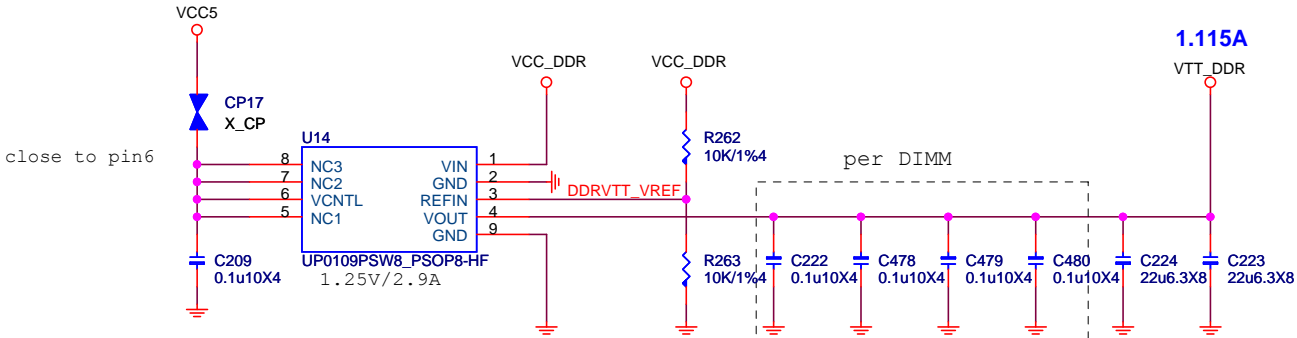 VCC5
1.115A
VCC_DDR
VCC_DDR
VTT_DDR
CP17
X_CP
close to pin6
U14
8 NC3
7 NC2
6 VCNTL
5 NC1
VIN 1
GND 2
REFIN 3
VOUT 4
GND 9
UP0109PSW8_PSOP8-HF
1.25V/2.9A
DDRVTT_VREF
R262
10K/1%4
per DIMM
C209
0.1u10X4
R263
10K/1%4
C222
0.1u10X4
C478
0.1u10X4
C479
0.1u10X4
C480
0.1u10X4
C224
22u6.3X8
C223
22u6.3X8